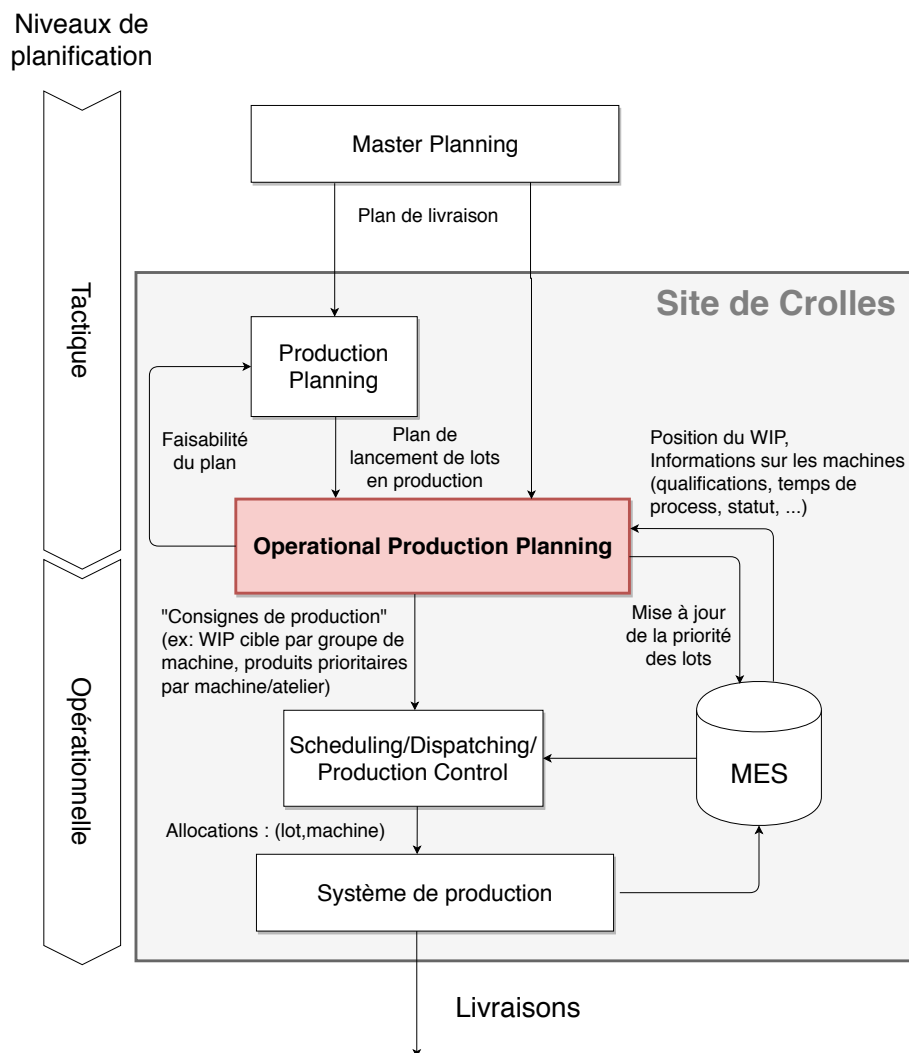 Niveaux de
planification
Master Planning
Plan de livraison
Tactique
Site de Crolles
Production
Planning
Faisabilité
du plan
Plan de
lancement de lots
en production
Position du WIP,
Informations sur les machines
(qualifications, temps de
process, statut, ...)
Operational Production Planning
"Consignes de production"
(ex: WIP cible par groupe de
machine, produits prioritaires
par machine/atelier)
Mise à jour
de la priorité
des lots
Opérationnelle
Scheduling/Dispatching/
Production Control
MES
Allocations : (lot,machine)
Système de production
Livraisons